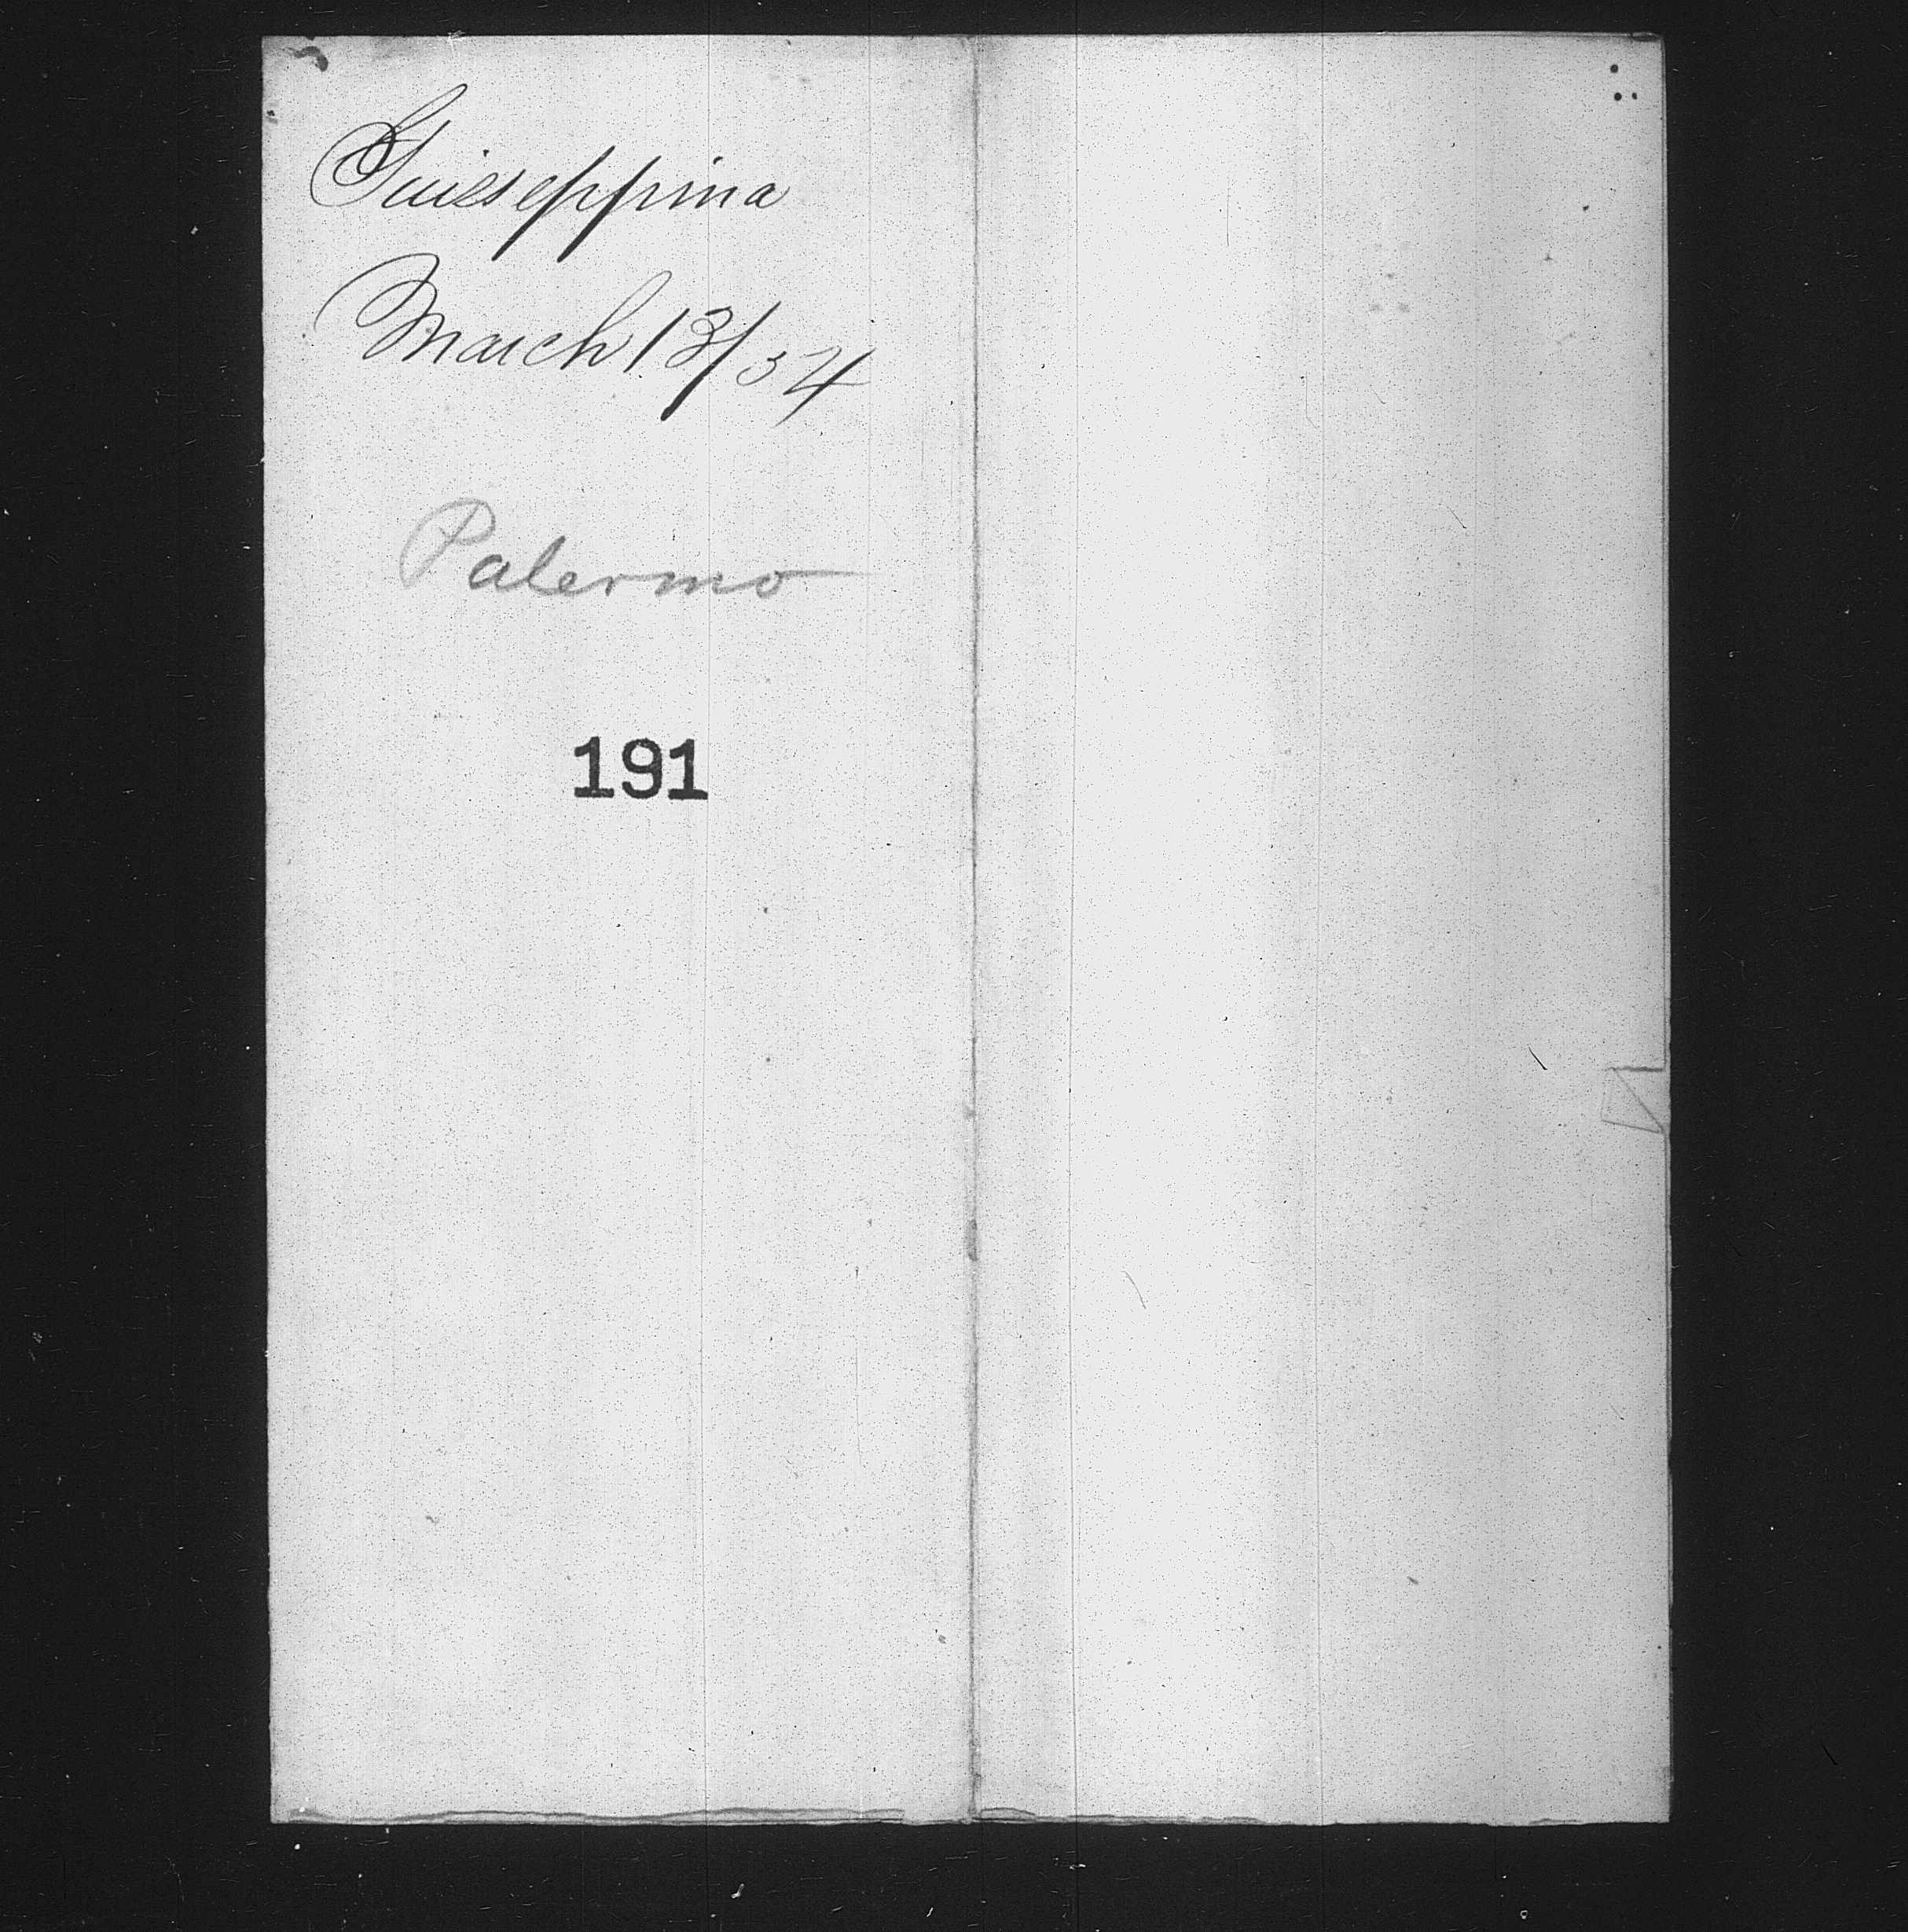 Guiseppina
March 13/54
Palermo
191